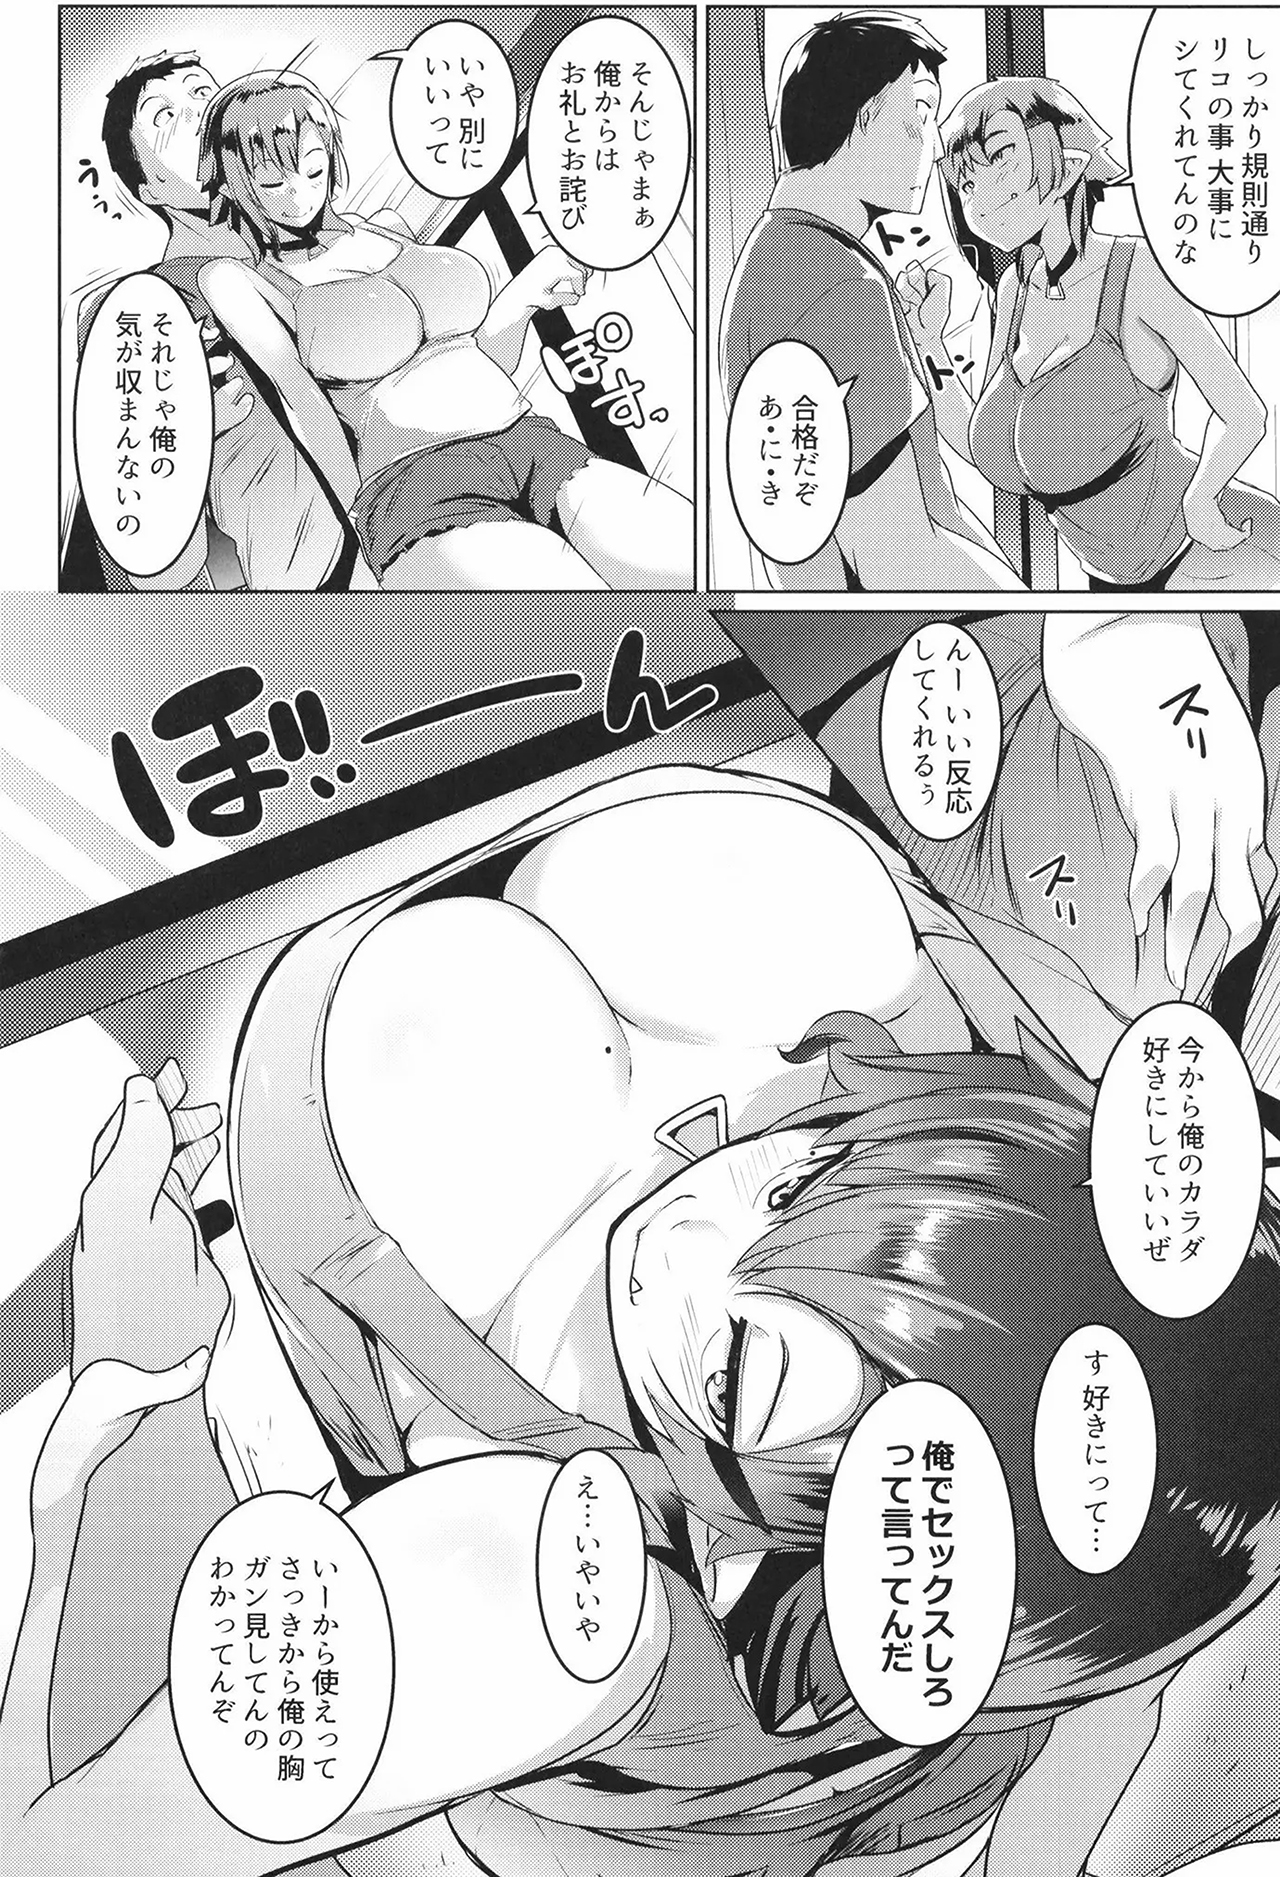 しっかり規則通り
リコの事 大事に
シてくれてんのな
トン
トン
合格だぞ
あ・に・き
そんじゃまぁ
俺からは
お礼とお詫び
いや 別に
いいって
うっ
ぽすっ
それじゃ俺の
気が収まんないの
んーいい反応
してくれるぅ
スリ
スリ
ぼーん
今から俺のカラダ
好きにしていいぜ
す 好きにって…
俺でセックスしろ
って言ってんだ
え…いやいや
いーから使えって
さっきから俺の胸
ガン見してんの
わかってんぞ